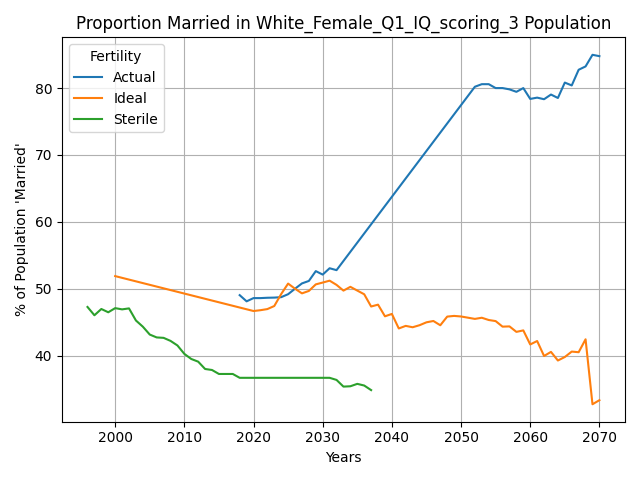 Proportion Married in White_Female_Q1_IQ_scoring_3 Population
Fertility
Actual
Ideal
Sterile
% of Population 'Married'
80
70
60
50
40
2000
2010
2020
2030
2040
2050
2060
2070
Years